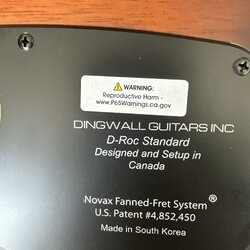 WARNING:
Reproductive Harm -
www.P65Warnings.ca.gov
DINGWALL GUITARS INC
D-Roc Standard
Designed and Setup in
Canada
Novax Fanned-Fret System®
U.S. Patent #4,852,450
Made in South Korea